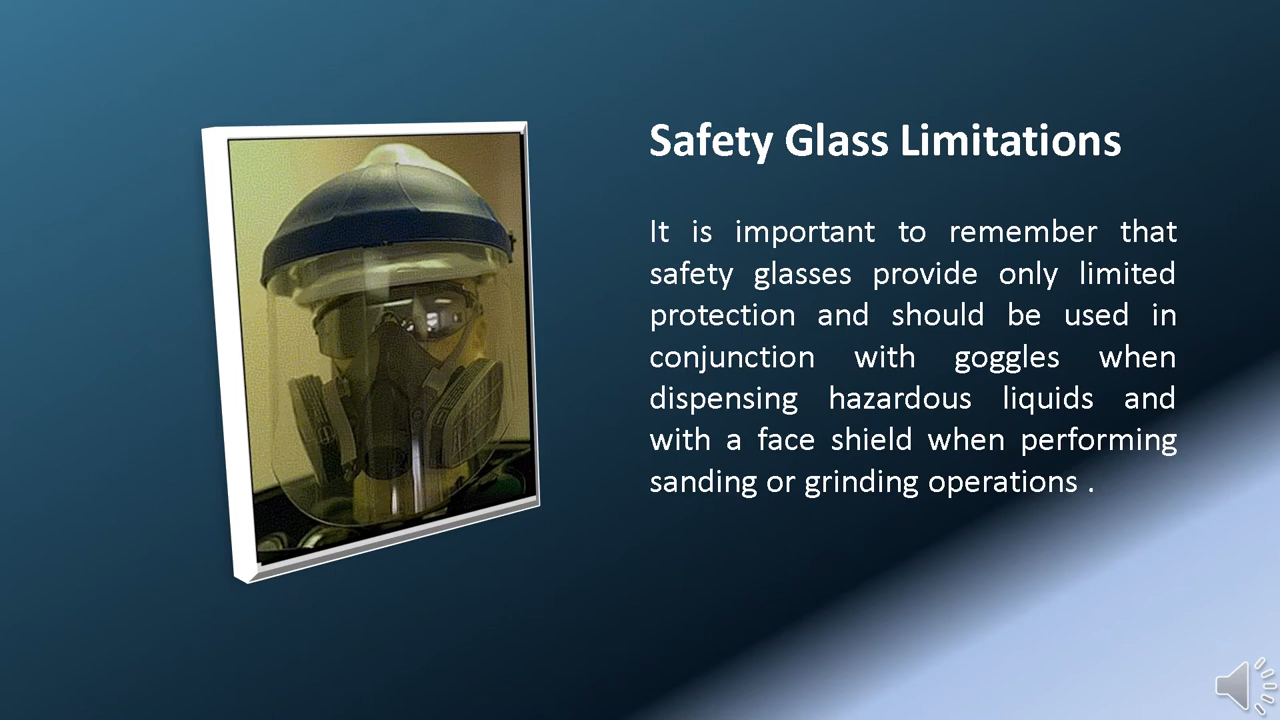 Safety Glass Limitations
It is important to remember that
safety glasses provide only limited
protection and should be used in
conjunction with goggles when
dispensing hazardous liquids and
with a face shield when performing
sanding or grinding operations .